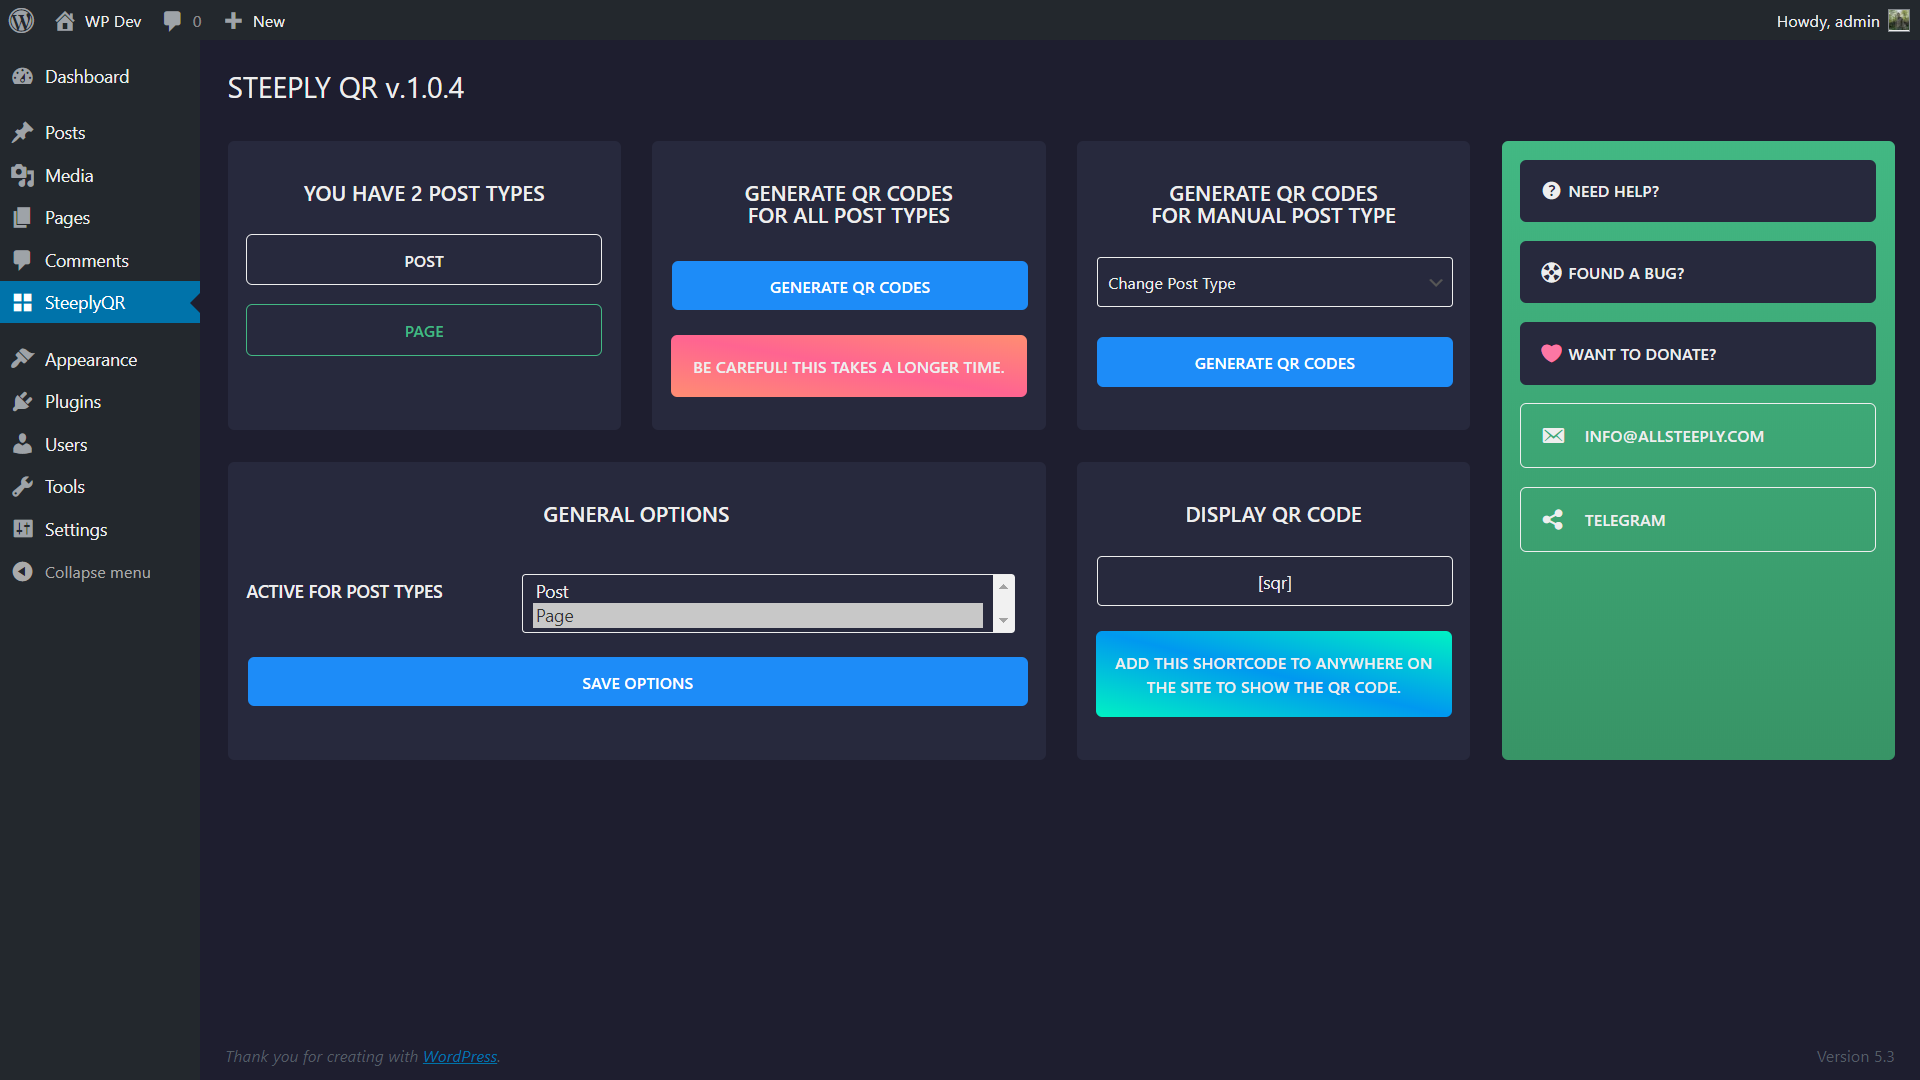 WP Dev
0
New
Howdy, admin
Dashboard
Posts
Media
Pages
Comments
SteeplyQR
Appearance
Plugins
Users
Tools
Settings
Collapse menu
STEEPLY QR v.1.0.4
YOU HAVE 2 POST TYPES
POST
PAGE
GENERATE QR CODES
FOR ALL POST TYPES
GENERATE QR CODES
BE CAREFUL! THIS TAKES A LONGER TIME.
GENERATE QR CODES
FOR MANUAL POST TYPE
Change Post Type
GENERATE QR CODES
NEED HELP?
FOUND A BUG?
WANT TO DONATE?
INFO@ALLSTEEPLY.COM
TELEGRAM
GENERAL OPTIONS
ACTIVE FOR POST TYPES
Post
Page
SAVE OPTIONS
DISPLAY QR CODE
[sqr]
ADD THIS SHORTCODE TO ANYWHERE ON
THE SITE TO SHOW THE QR CODE.
Thank you for creating with WordPress.
Version 5.3